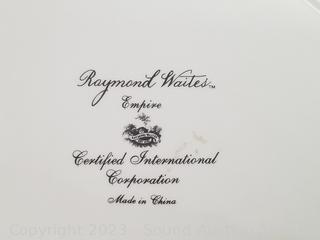 Raymond Waites™
Empire
Certified International
Corporation
Made in China
Copyright 2023 Sound Auction